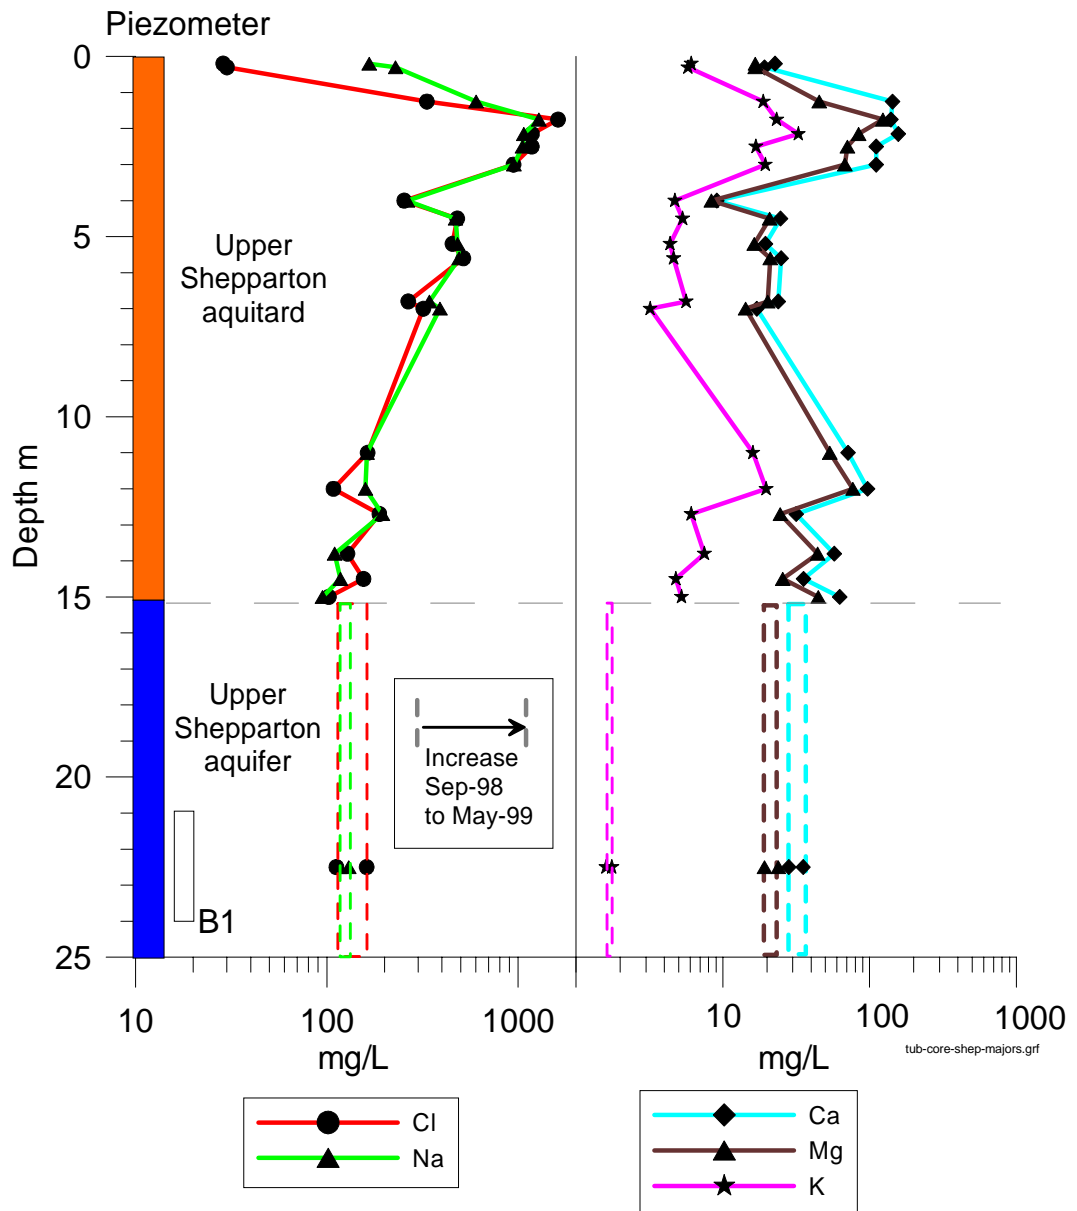 Piezometer
0
5
10
15
20
25
Depth m
Upper
Shepparton
aquitard
Upper
Shepparton
aquifer
B1
Increase
Sep-98
to May-99
10
100
1000
10
100
1000
mg/L
mg/L
tub-core-shep-majors.grf
Cl
Na
Ca
Mg
K